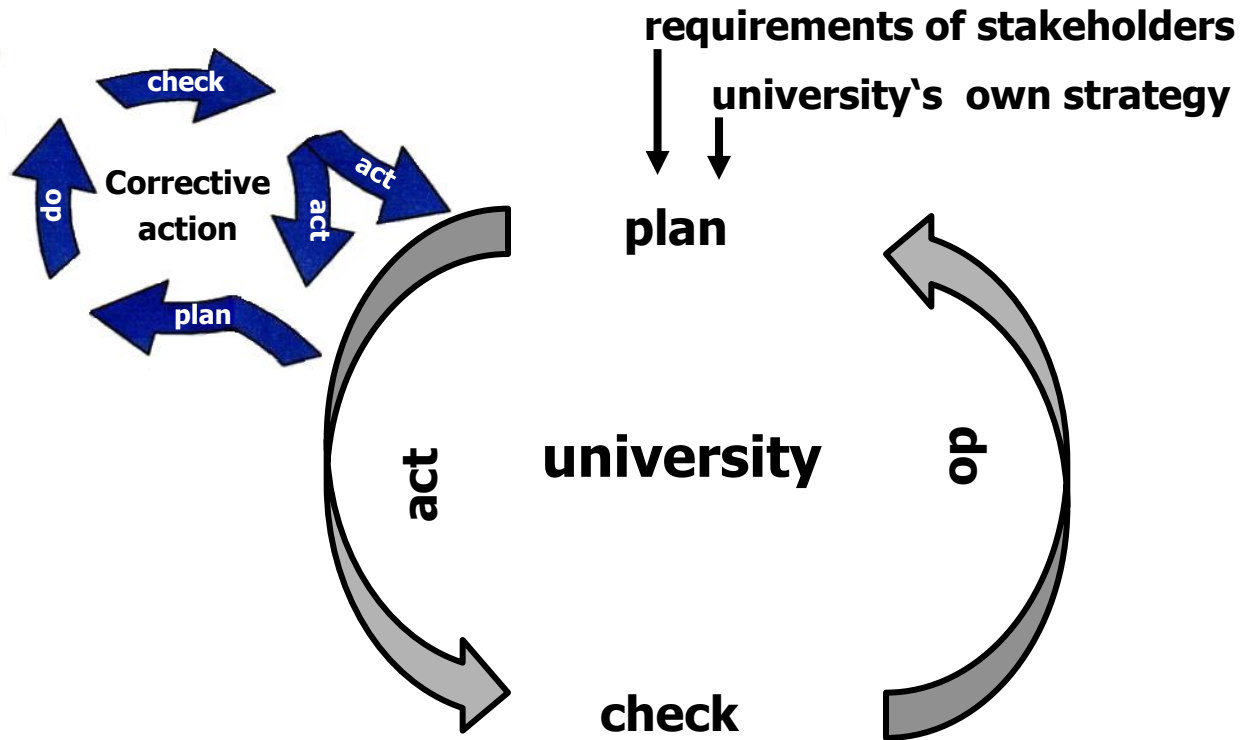 requirements of stakeholders
university‘s own strategy
check
act
Corrective
action
do
act
plan
plan
act
university
do
check